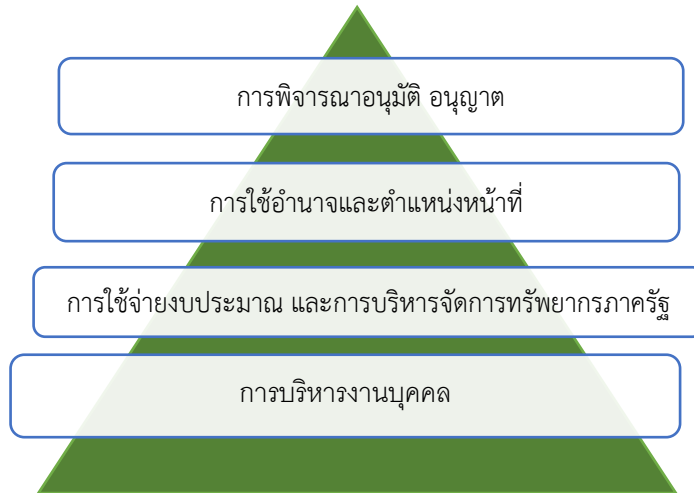 การพิจารณาอนุมัติ อนุญาต
การใช้อำนาจและตำแหน่งหน้าที่
การใช้จ่ายงบประมาณ และการบริหารจัดการทรัพยากรภาครัฐ
การบริหารงานบุคคล